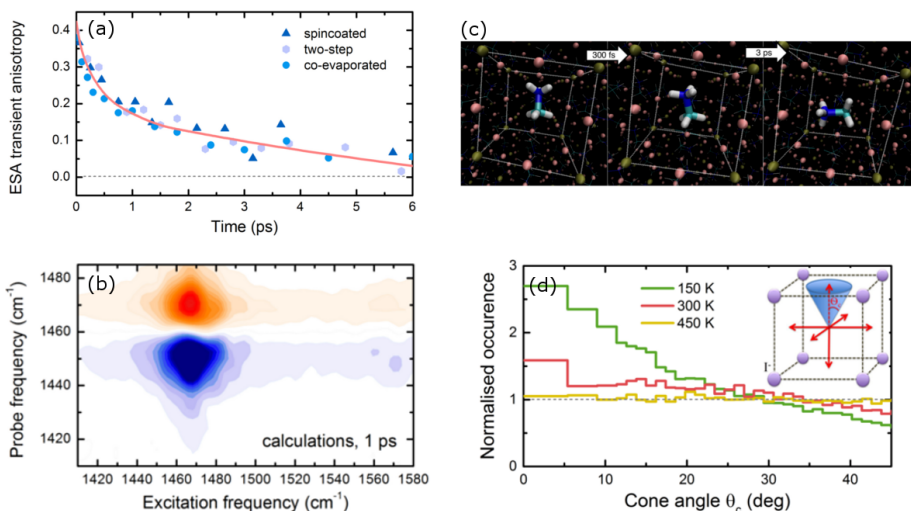 (a)
spincoated
two-step
co-evaporated
ESA transient anisotropy
0.4
0.3
0.2
0.1
0.0
0 1 2 3 4 5 6
Time (ps)
(c)
300 fs
3 ps
(b)
Probe frequency (cm⁻¹)
1480
1460
1440
1420
calculations, 1 ps
1420 1440 1460 1480 1500 1520 1540 1560 1580
Excitation frequency (cm⁻¹)
(d)
150 K
300 K
450 K
θ
I
Normalised occurence
3
2
1
0
0 10 20 30 40
Cone angle θc (deg)